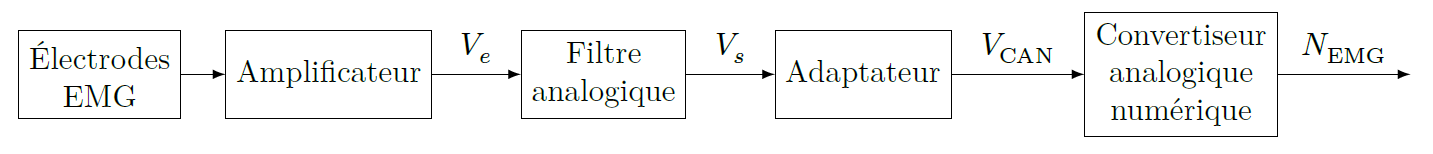 Électrodes
EMG
Amplificateur
V_e
Filtre
analogique
V_s
Adaptateur
V_CAN
Convertiseur
analogique
numérique
N_EMG